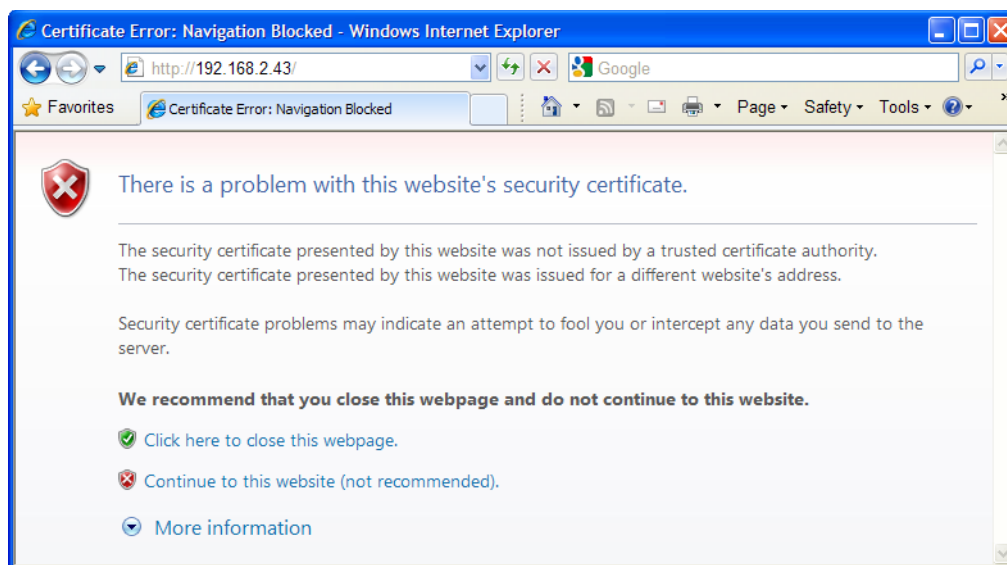 Certificate Error: Navigation Blocked - Windows Internet Explorer
http://192.168.2.43/
Google
Favorites
Certificate Error: Navigation Blocked
Page
Safety
Tools
There is a problem with this website's security certificate.
The security certificate presented by this website was not issued by a trusted certificate authority.
The security certificate presented by this website was issued for a different website's address.
Security certificate problems may indicate an attempt to fool you or intercept any data you send to the
server.
We recommend that you close this webpage and do not continue to this website.
Click here to close this webpage.
Continue to this website (not recommended).
More information